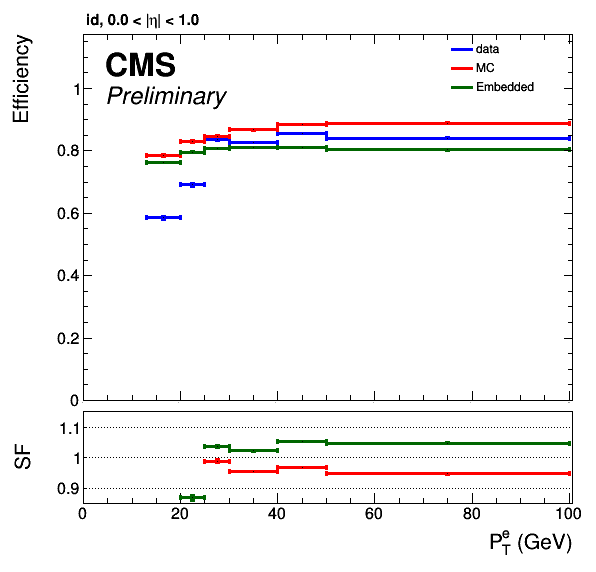 id, 0.0 < |η| < 1.0
CMS
Preliminary
data
MC
Embedded
Efficiency
1
0.8
0.6
0.4
0.2
0
SF
1.1
1
0.9
0 20 40 60 80 100
P_T^e (GeV)